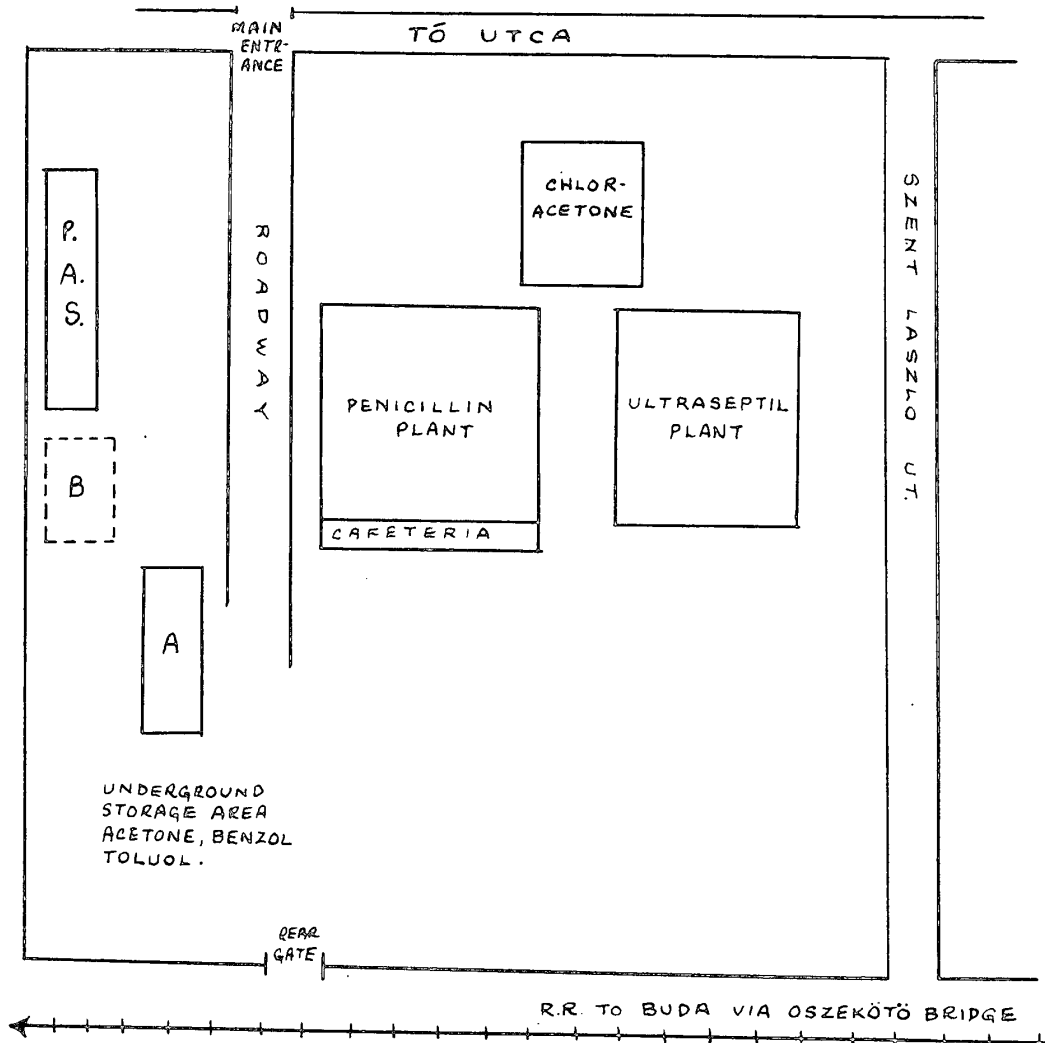 MAIN
ENTR-
ANCE
TÓ UTCA
CHLOR-
ACETONE
SZENT LASZLO UT.
P.
A.
S.
ROADWAY
PENICILLIN
PLANT
ULTRASEPTIL
PLANT
B
CAFETERIA
A
UNDERGROUND
STORAGE AREA
ACETONE, BENZOL
TOLUOL.
REAR
GATE
R.R. TO BUDA VIA OSZEKÖTÖ BRIDGE